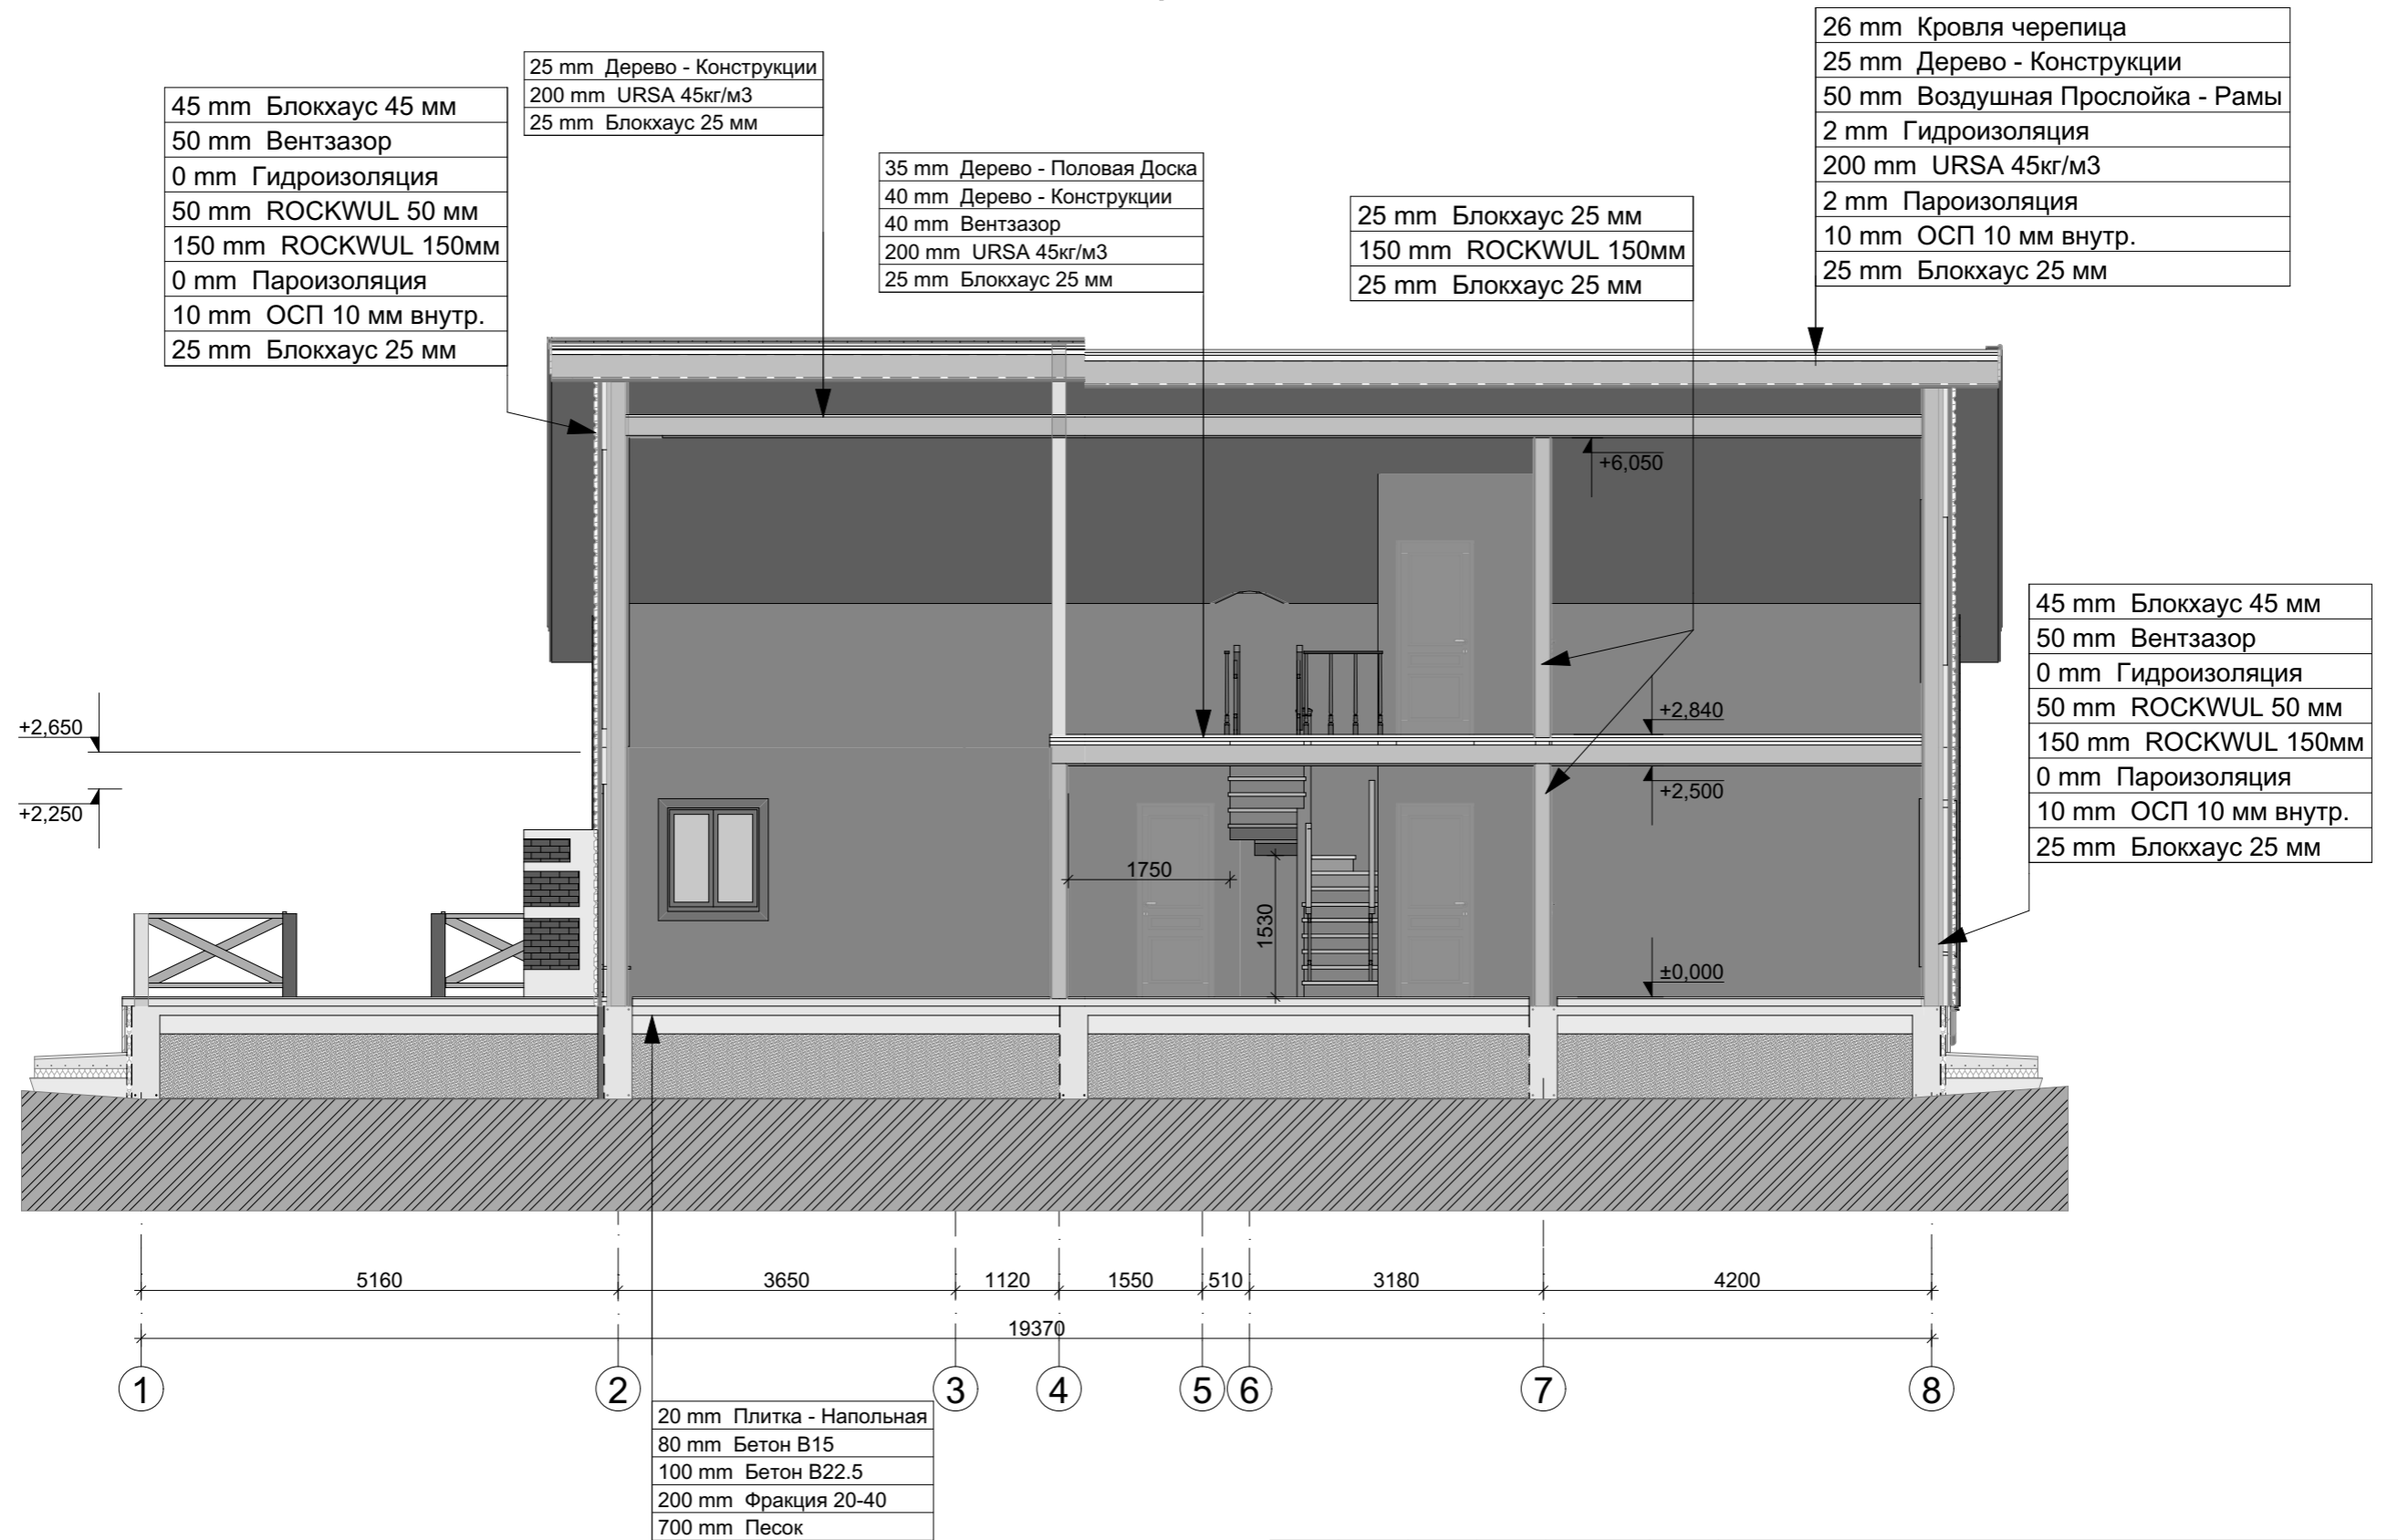 26 mm Кровля черепица
25 mm Дерево - Конструкции
50 mm Воздушная Прослойка - Рамы
2 mm Гидроизоляция
200 mm URSA 45кг/м3
2 mm Пароизоляция
10 mm ОСП 10 мм внутр.
25 mm Блокхаус 25 мм
25 mm Дерево - Конструкции
200 mm URSA 45кг/м3
25 mm Блокхаус 25 мм
45 mm Блокхаус 45 мм
50 mm Вентзазор
0 mm Гидроизоляция
50 mm ROCKWUL 50 мм
150 mm ROCKWUL 150мм
0 mm Пароизоляция
10 mm ОСП 10 мм внутр.
25 mm Блокхаус 25 мм
35 mm Дерево - Половая Доска
40 mm Дерево - Конструкции
40 mm Вентзазор
200 mm URSA 45кг/м3
25 mm Блокхаус 25 мм
25 mm Блокхаус 25 мм
150 mm ROCKWUL 150мм
25 mm Блокхаус 25 мм
+6,050
45 mm Блокхаус 45 мм
50 mm Вентзазор
0 mm Гидроизоляция
50 mm ROCKWUL 50 мм
150 mm ROCKWUL 150мм
0 mm Пароизоляция
10 mm ОСП 10 мм внутр.
25 mm Блокхаус 25 мм
+2,840
+2,650
+2,500
+2,250
1750
1530
±0,000
5160
3650
1120
1550
510
3180
4200
19370
1
2
3
4
5
6
7
8
20 mm Плитка - Напольная
80 mm Бетон B15
100 mm Бетон B22.5
200 mm Фракция 20-40
700 mm Песок